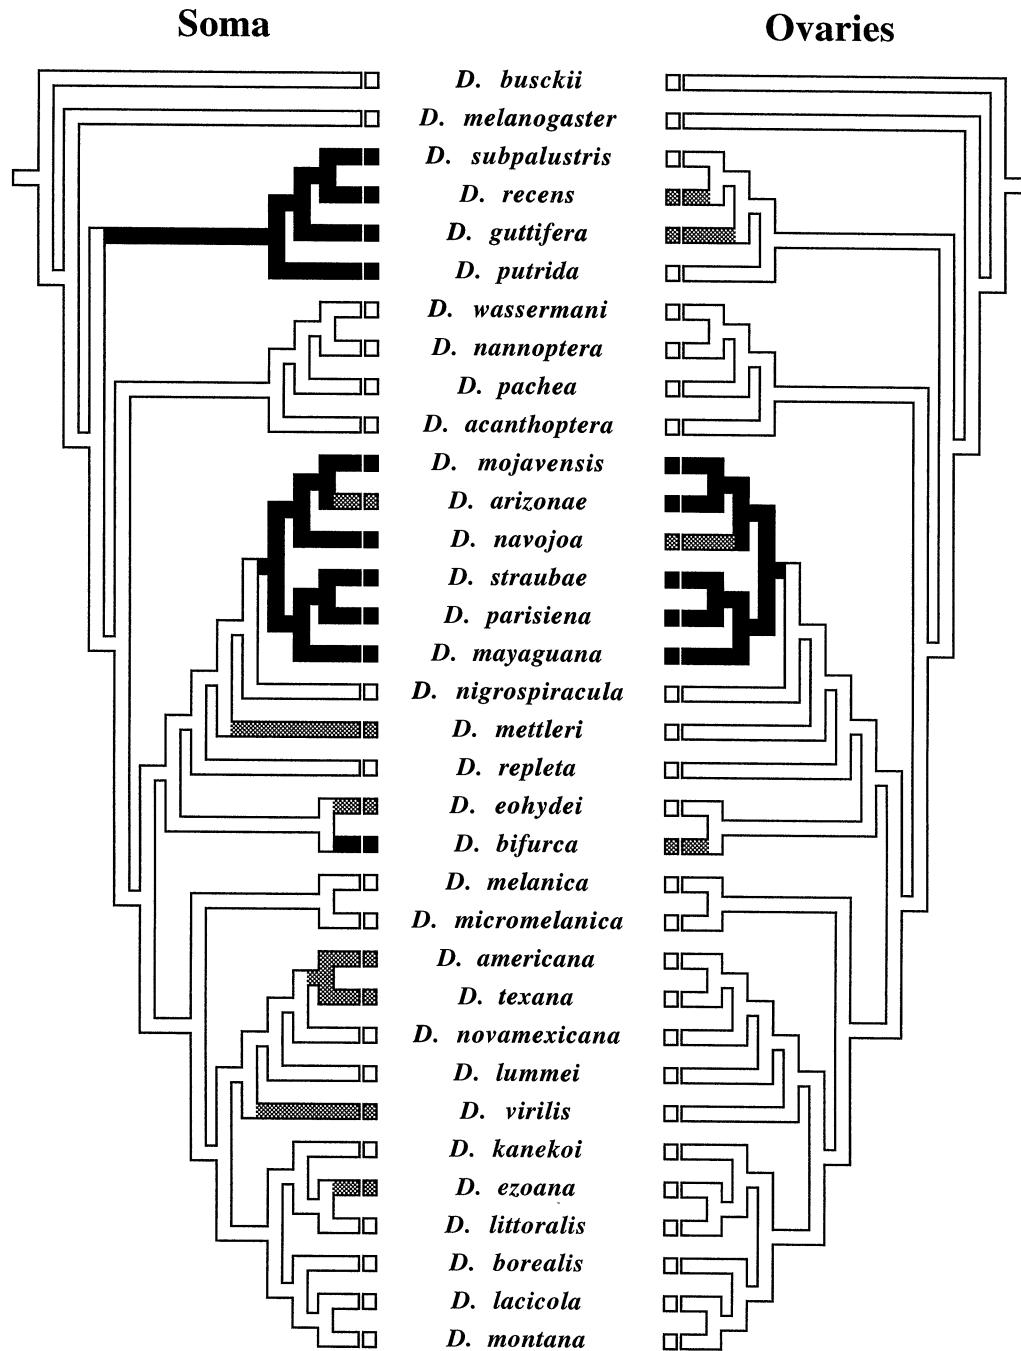 Soma
Ovaries
D. busckii
D. melanogaster
D. subpalustris
D. recens
D. guttifera
D. putrida
D. wassermani
D. nannoptera
D. pachea
D. acanthoptera
D. mojavensis
D. arizonae
D. navojoa
D. straubae
D. parisiena
D. mayaguana
D. nigrospiracula
D. mettleri
D. repleta
D. eohydei
D. bifurca
D. melanica
D. micromelanica
D. americana
D. texana
D. novamexicana
D. lummei
D. virilis
D. kanekoi
D. ezoana
D. littoralis
D. borealis
D. lacicola
D. montana